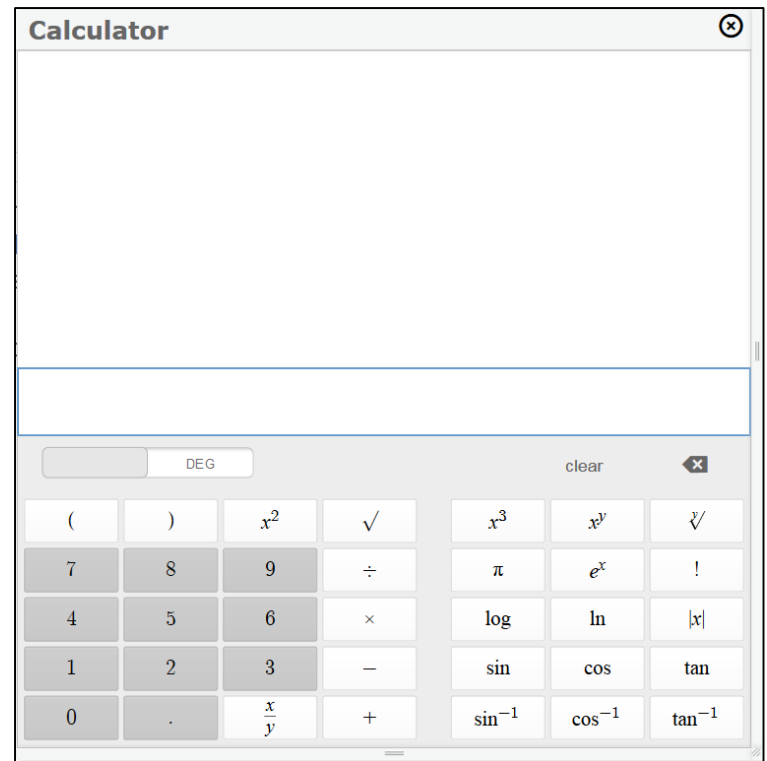 Calculator
DEG clear
( ) x² √ x³ xʸ ʸ√
7 8 9 ÷ π eˣ !
4 5 6 × log ln |x|
1 2 3 − sin cos tan
0 . x/y + sin⁻¹ cos⁻¹ tan⁻¹